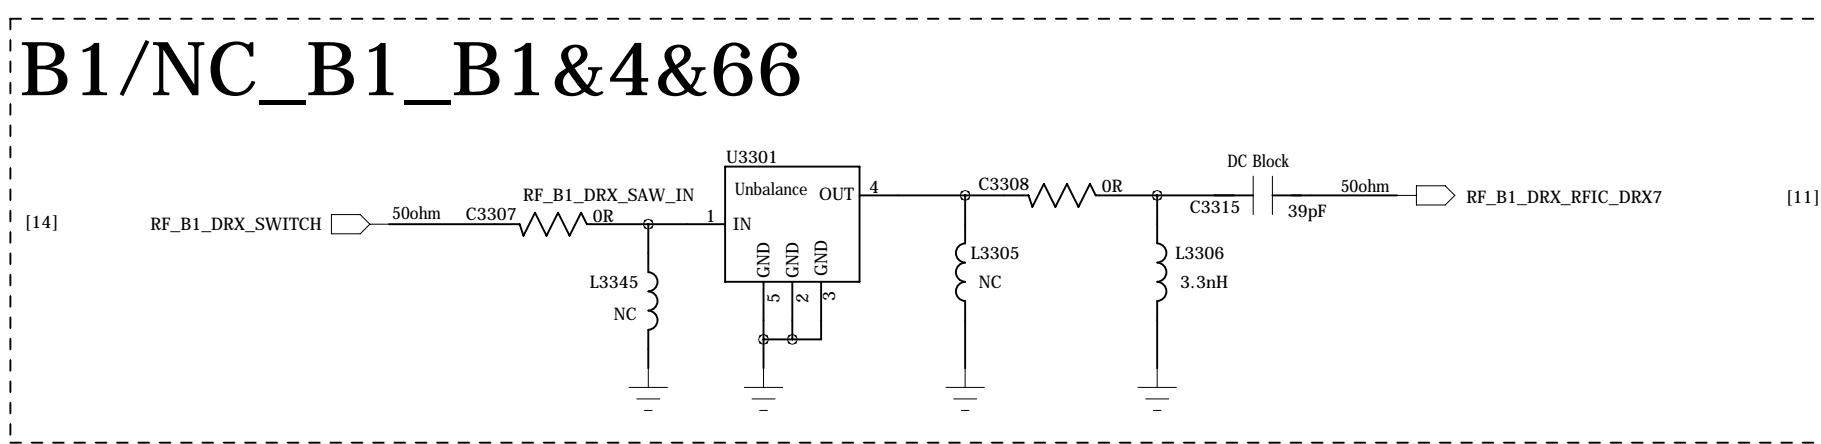 B1/NC_B1_B1&4&66
U3301
DC Block
RF_B1_DRX_SAW_IN
Unbalance
OUT
4
C3308
0R
C3315
39pF
50ohm
RF_B1_DRX_RFIC_DRX7
[11]
[14]
RF_B1_DRX_SWITCH
50ohm
C3307
0R
1
IN
GND
GND
GND
5
2
3
L3345
NC
L3305
NC
L3306
3.3nH